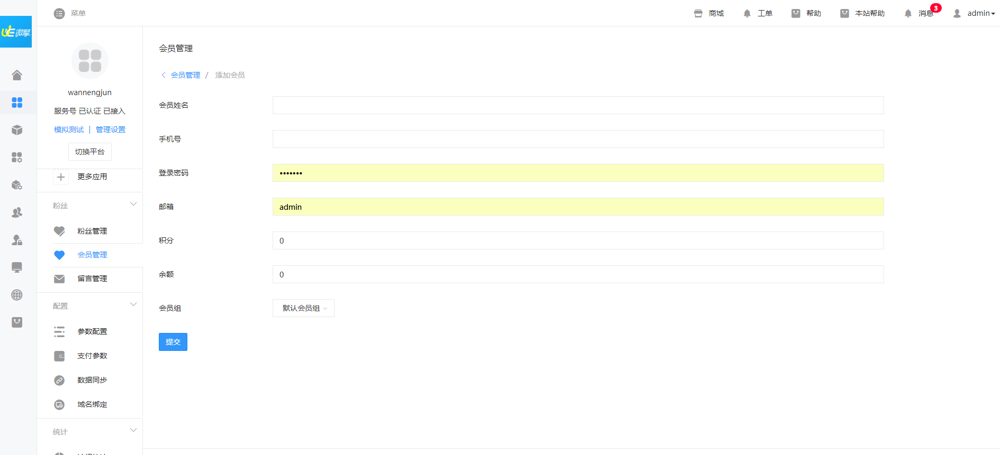 菜单
商城
工单
帮助
本站帮助
消息
3
admin
微擎
wannengjun
服务号 已认证 已接入
模拟测试 | 管理设置
切换平台
更多应用
粉丝
粉丝管理
会员管理
留言管理
配置
参数配置
支付参数
数据同步
域名绑定
统计
会员管理
会员管理 / 添加会员
会员姓名
手机号
登录密码 •••••••
邮箱 admin
积分 0
余额 0
会员组 默认会员组
提交